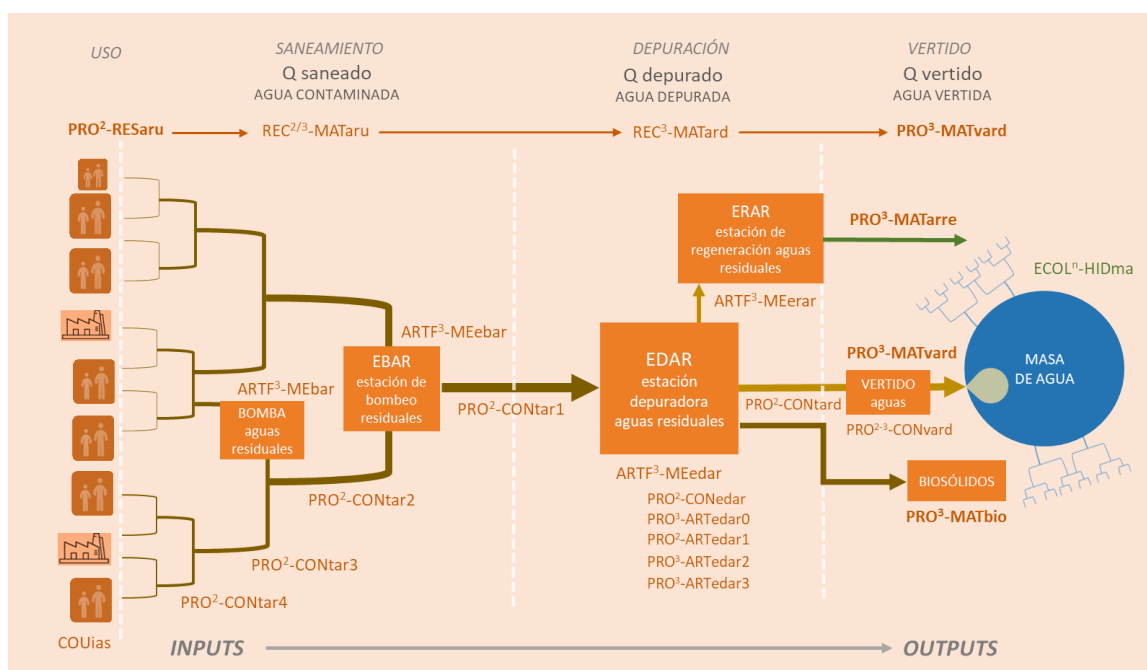 USO
SANEAMIENTO
Q saneado
AGUA CONTAMINADA
DEPURACIÓN
Q depurado
AGUA DEPURADA
VERTIDO
Q vertido
AGUA VERTIDA
PRO²-RESaru
REC²/³-MATaru
REC³-MATard
PRO³-MATvard
ERAR
estación de
regeneración aguas
residuales
PRO³-MATarre
ECOLⁿ-HIDma
ARTF³-MEerar
ARTF³-MEebar
EBAR
estación de
bombeo
residuales
EDAR
estación
depuradora
aguas residuales
PRO³-MATvard
MASA
DE AGUA
ARTF³-MEbar
BOMBA
aguas
residuales
PRO²-CONtar1
PRO²-CONtard
VERTIDO
aguas
PRO²⁻³-CONvard
ARTF³-MEedar
PRO²-CONtar2
BIOSÓLIDOS
PRO³-MATbio
PRO²-CONedar
PRO³-ARTedar0
PRO²-ARTedar1
PRO³-ARTedar2
PRO³-ARTedar3
PRO²-CONtar3
PRO²-CONtar4
COUias
INPUTS
OUTPUTS